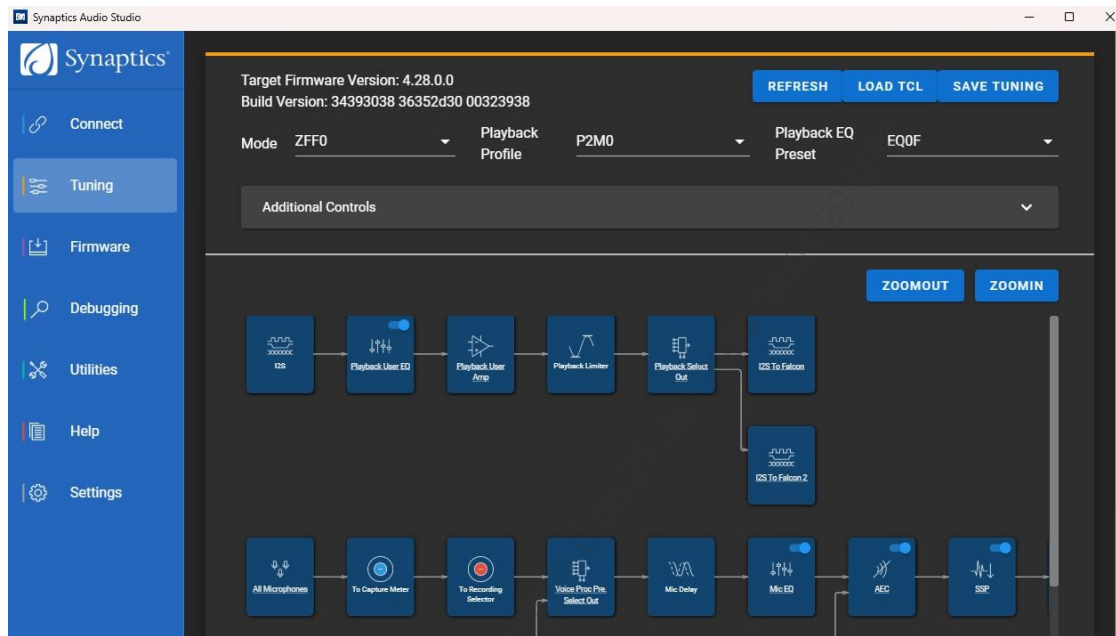 Synaptics Audio Studio
Synaptics®
Connect
Tuning
Firmware
Debugging
Utilities
Help
Settings
Target Firmware Version: 4.28.0.0
Build Version: 34393038 36352d30 00323938
REFRESH
LOAD TCL
SAVE TUNING
Mode
ZFF0
Playback
Profile
P2M0
Playback EQ
Preset
EQ0F
Additional Controls
ZOOMOUT
ZOOMIN
I2S
Playback User EQ
Playback User
Amp
Playback Limiter
Playback Select
Out
I2S To Falcon
I2S To Falcon 2
All Microphones
To Capture Meter
To Recording
Selector
Voice Proc Pre.
Select Out
Mic Delay
Mic EQ
AEC
SSP